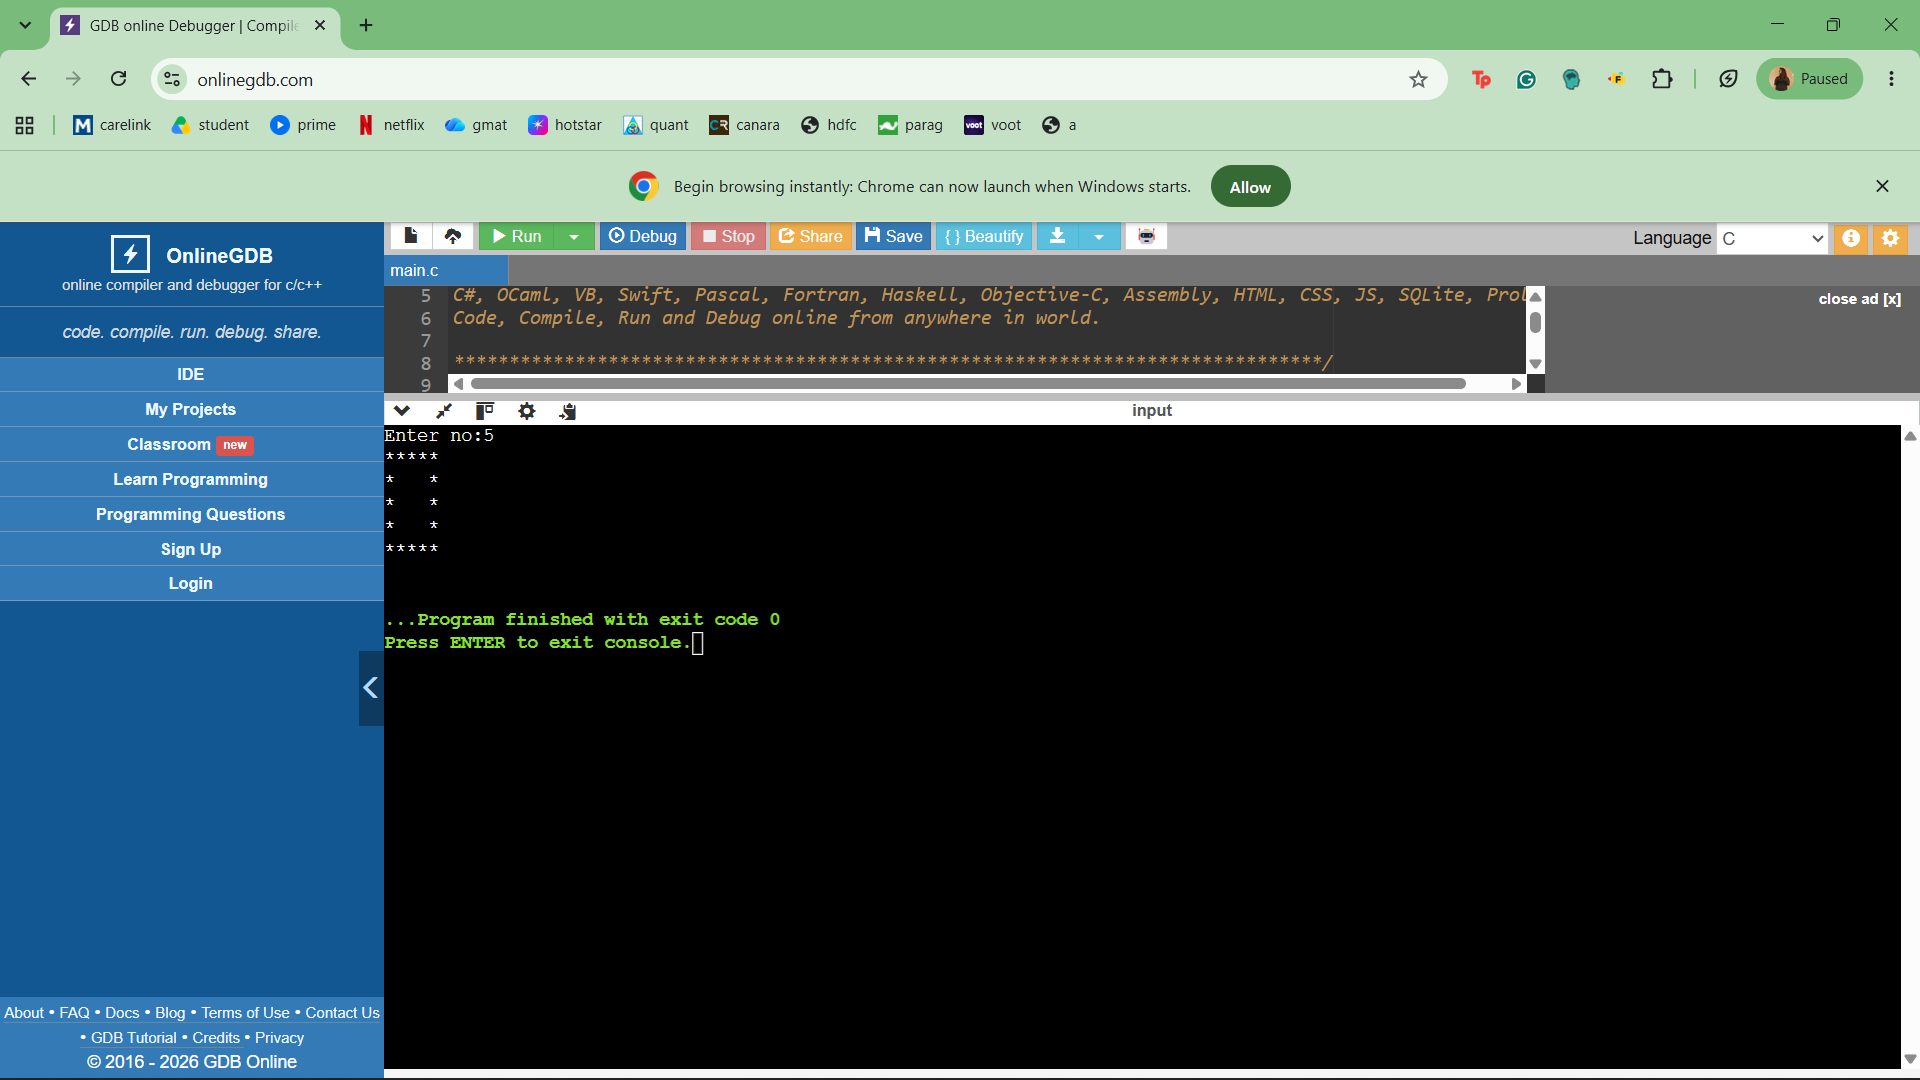 GDB online Debugger | Compile
onlinegdb.com
Paused
carelink student prime netflix gmat hotstar quant canara hdfc parag voot a
Begin browsing instantly: Chrome can now launch when Windows starts. Allow
OnlineGDB
online compiler and debugger for c/c++
code. compile. run. debug. share.
IDE
My Projects
Classroom new
Learn Programming
Programming Questions
Sign Up
Login
About • FAQ • Docs • Blog • Terms of Use • Contact Us
• GDB Tutorial • Credits • Privacy
© 2016 - 2026 GDB Online
Run Debug Stop Share Save { } Beautify
Language C
main.c
5 C#, OCaml, VB, Swift, Pascal, Fortran, Haskell, Objective-C, Assembly, HTML, CSS, JS, SQLite, Prol
6 Code, Compile, Run and Debug online from anywhere in world.
7
8 *******************************************************************************/
9
close ad [x]
input
Enter no:5
*****
*   *
*   *
*   *
*****
...Program finished with exit code 0
Press ENTER to exit console.